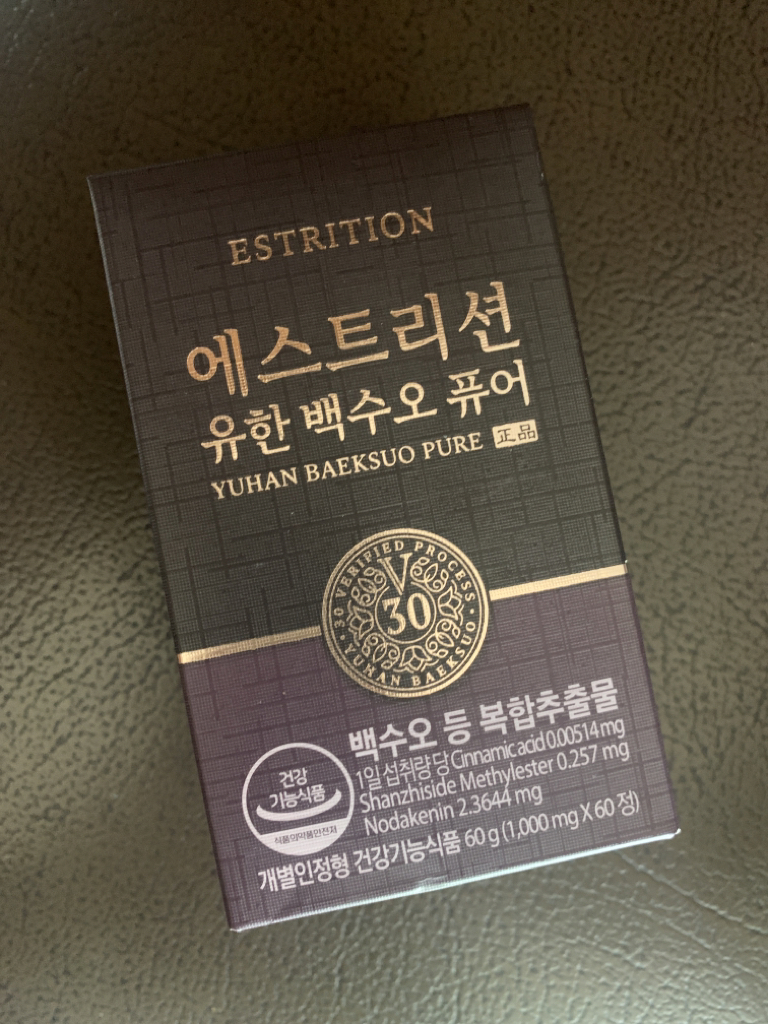 ESTRITION
에스트리션
유한 백수오 퓨어
YUHAN BAEKSUO PURE 正品
30 VERIFIED PROCESS
V
30
YUHAN BAEKSUO
백수오 등 복합추출물
1일 섭취량 당 Cinnamic acid 0.00514 mg
Shanzhiside Methylester 0.257 mg
Nodakenin 2.3644 mg
건강
기능식품
식품의약품안전처
개별인정형 건강기능식품 60 g (1,000 mg X 60 정)